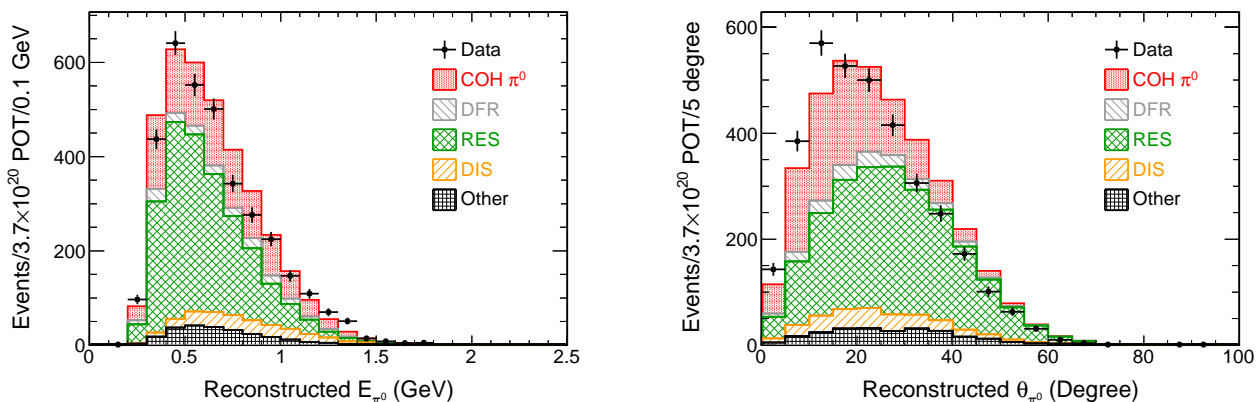 Events/3.7×10²⁰ POT/0.1 GeV
600
400
200
0
Data
COH π⁰
DFR
RES
DIS
Other
0 0.5 1 1.5 2 2.5
Reconstructed E_π⁰ (GeV)
Events/3.7×10²⁰ POT/5 degree
600
400
200
0
Data
COH π⁰
DFR
RES
DIS
Other
0 20 40 60 80 100
Reconstructed θ_π⁰ (Degree)